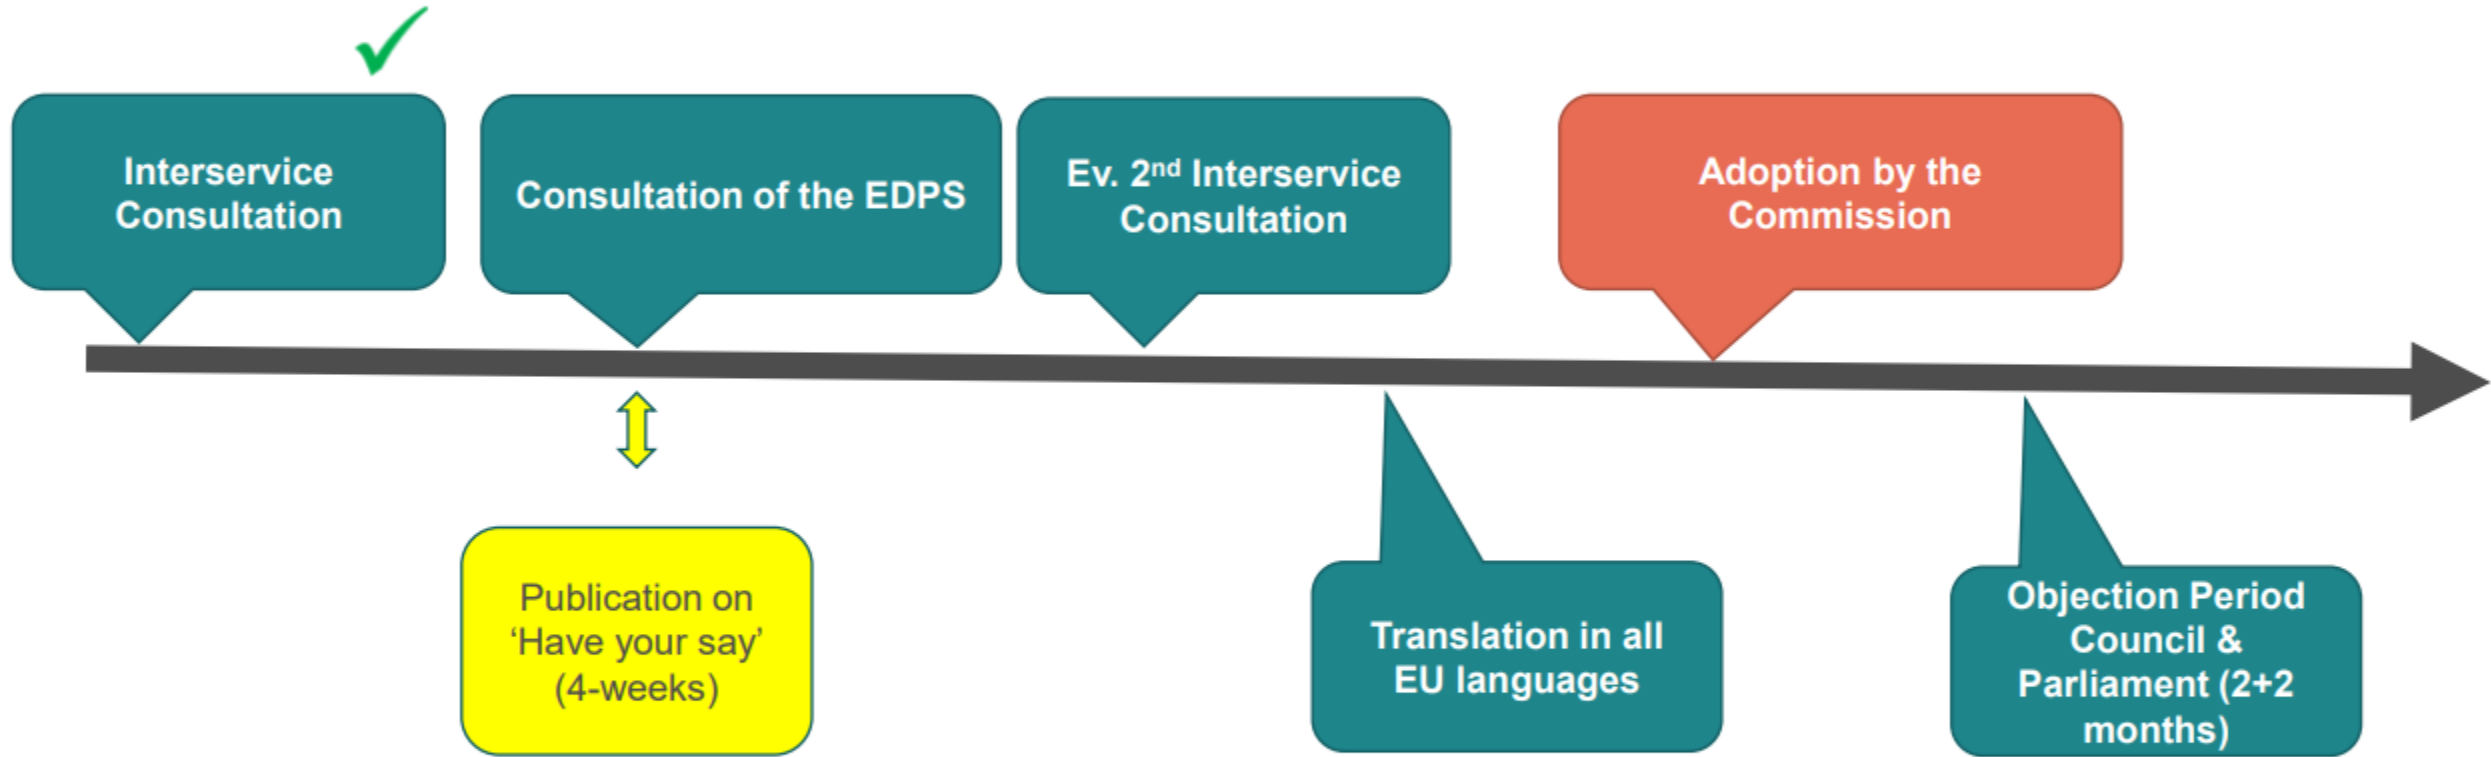 Interservice
Consultation
Consultation of the EDPS
Ev. 2nd Interservice
Consultation
Adoption by the
Commission
Publication on
‘Have your say’
(4-weeks)
Translation in all
EU languages
Objection Period
Council &
Parliament (2+2
months)